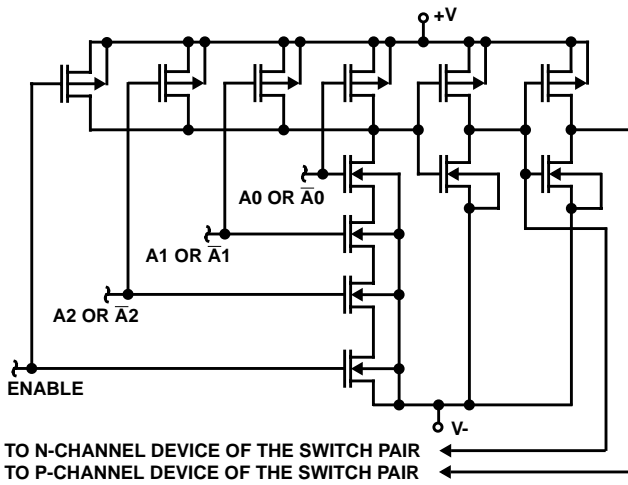 +V
A0 OR A̅0
A1 OR A̅1
A2 OR A̅2
ENABLE
V-
TO N-CHANNEL DEVICE OF THE SWITCH PAIR
TO P-CHANNEL DEVICE OF THE SWITCH PAIR